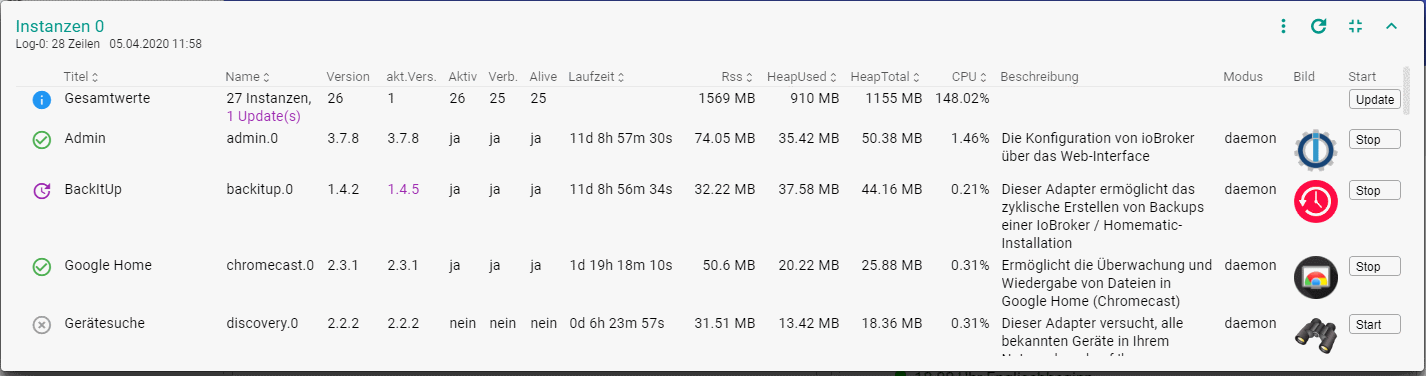 Instanzen 0
Log-0: 28 Zeilen 05.04.2020 11:58
Titel Name Version akt.Vers. Aktiv Verb. Alive Laufzeit Rss HeapUsed HeapTotal CPU Beschreibung Modus Bild Start
Gesamtwerte 27 Instanzen, 26 1 26 25 25 1569 MB 910 MB 1155 MB 148.02% Update
1 Update(s)
Admin admin.0 3.7.8 3.7.8 ja ja ja 11d 8h 57m 30s 74.05 MB 35.42 MB 50.38 MB 1.46% Die Konfiguration von ioBroker daemon Stop
über das Web-Interface
BackItUp backitup.0 1.4.2 1.4.5 ja ja ja 11d 8h 56m 34s 32.22 MB 37.58 MB 44.16 MB 0.21% Dieser Adapter ermöglicht das daemon Stop
zyklische Erstellen von Backups
einer IoBroker / Homematic-
Installation
Google Home chromecast.0 2.3.1 2.3.1 ja ja ja 1d 19h 18m 10s 50.6 MB 20.22 MB 25.88 MB 0.31% Ermöglicht die Überwachung und daemon Stop
Wiedergabe von Dateien in
Google Home (Chromecast)
Gerätesuche discovery.0 2.2.2 2.2.2 nein nein nein 0d 6h 23m 57s 31.51 MB 13.42 MB 18.36 MB 0.31% Dieser Adapter versucht, alle daemon Start
bekannten Geräte in Ihrem